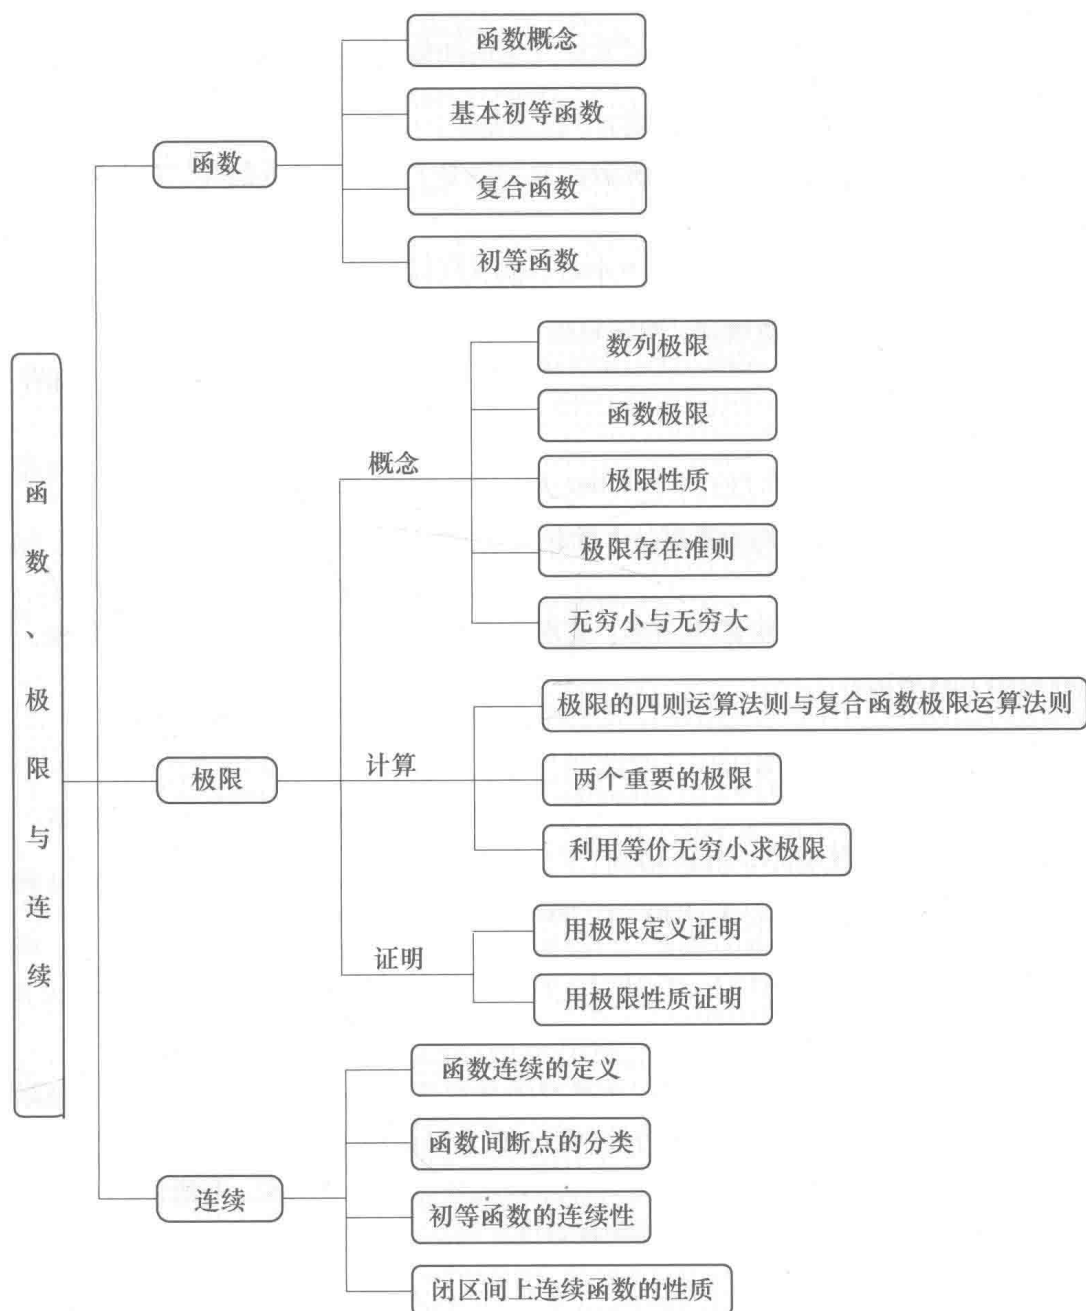 函数、极限与连续
函数
函数概念
基本初等函数
复合函数
初等函数
极限
概念
数列极限
函数极限
极限性质
极限存在准则
无穷小与无穷大
计算
极限的四则运算法则与复合函数极限运算法则
两个重要的极限
利用等价无穷小求极限
证明
用极限定义证明
用极限性质证明
连续
函数连续的定义
函数间断点的分类
初等函数的连续性
闭区间上连续函数的性质